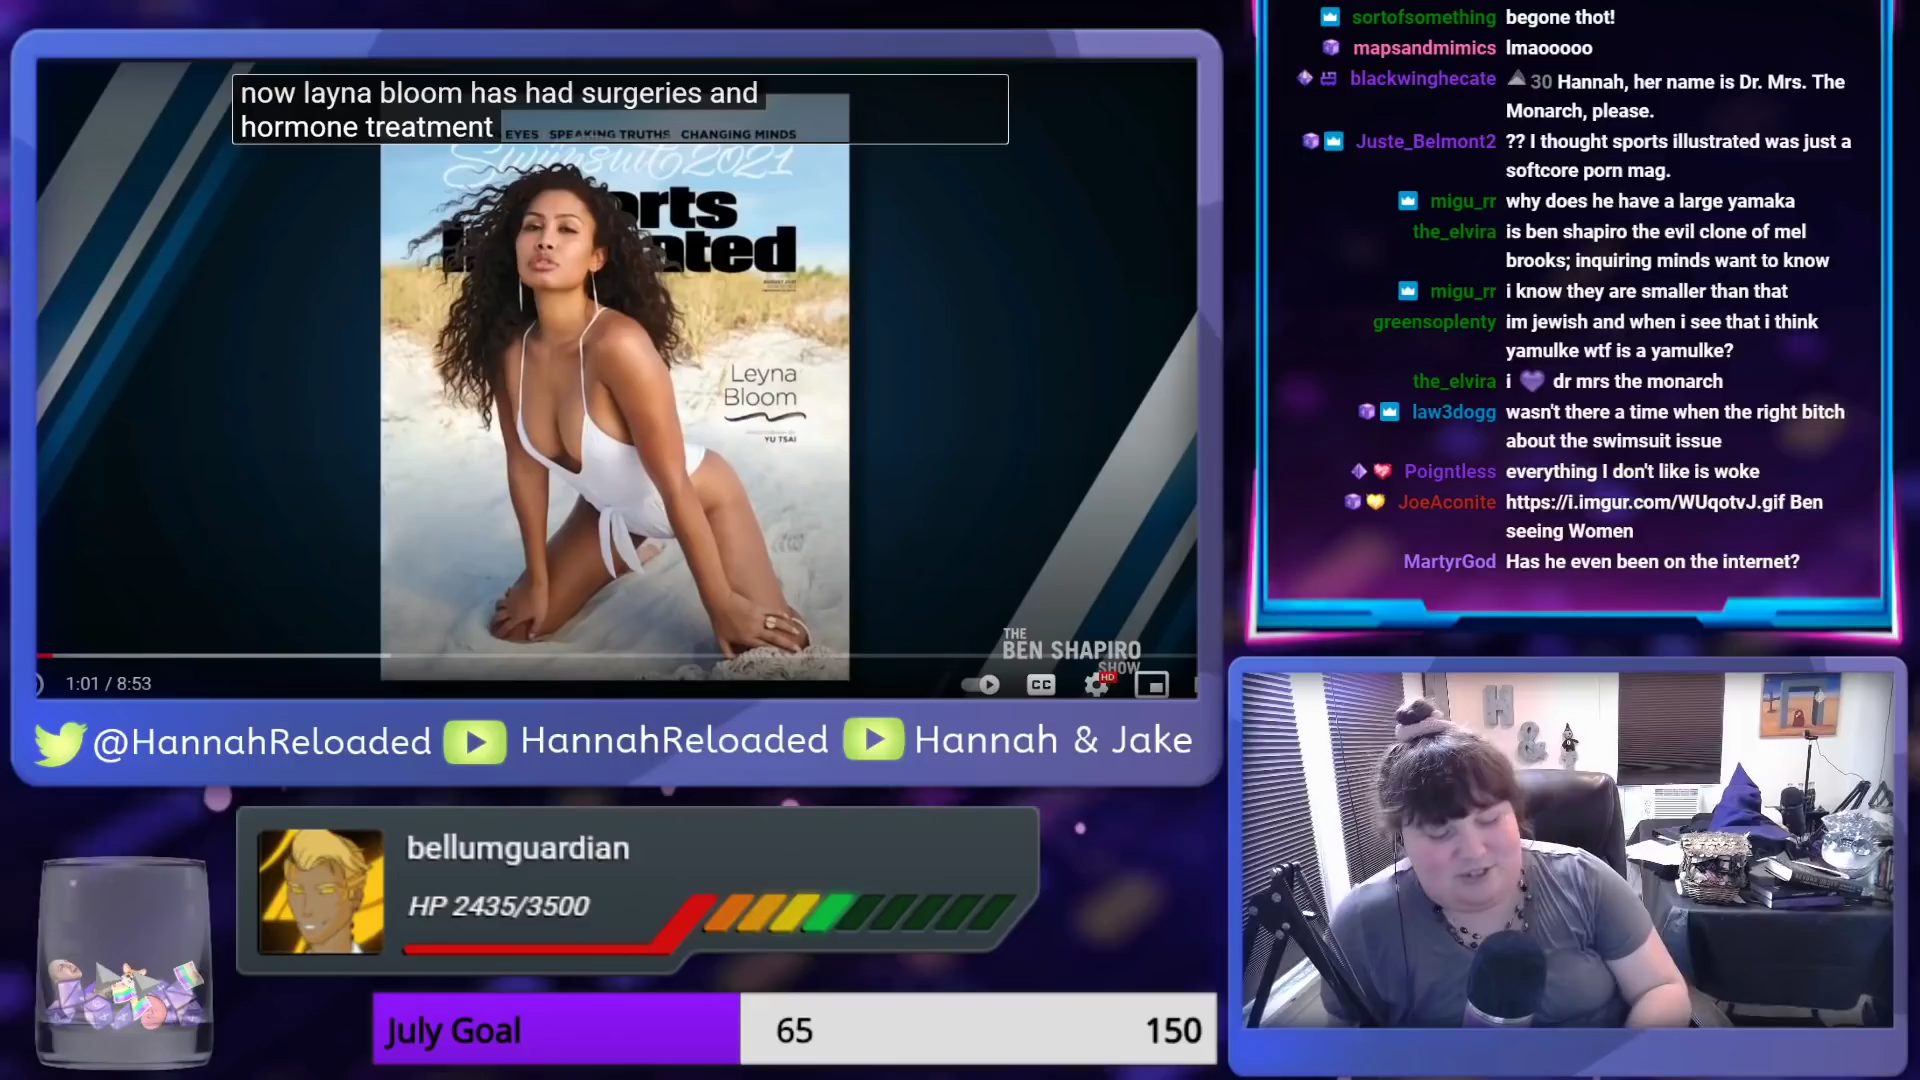 now layna bloom has had surgeries and
hormone treatment
EYES SPEAKING TRUTHS CHANGING MINDS
Swimsuit 2021
Leyna
Bloom
YU TSAI
THE
BEN SHAPIRO
SHOW
1:01 / 8:53
CC
HD
@HannahReloaded
HannahReloaded
Hannah & Jake
bellumguardian
HP 2435/3500
July Goal 65 150
sortofsomething begone thot!
mapsandmimics lmaooooo
blackwinghecate 30 Hannah, her name is Dr. Mrs. The
Monarch, please.
Juste_Belmont2 ?? I thought sports illustrated was just a
softcore porn mag.
migu_rr why does he have a large yamaka
the_elvira is ben shapiro the evil clone of mel
brooks; inquiring minds want to know
migu_rr i know they are smaller than that
greensoplenty im jewish and when i see that i think
yamulke wtf is a yamulke?
the_elvira i 💜 dr mrs the monarch
law3dogg wasn't there a time when the right bitch
about the swimsuit issue
Poigntless everything I don't like is woke
JoeAconite https://i.imgur.com/WUqotvJ.gif Ben
seeing Women
MartyrGod Has he even been on the internet?
H
&